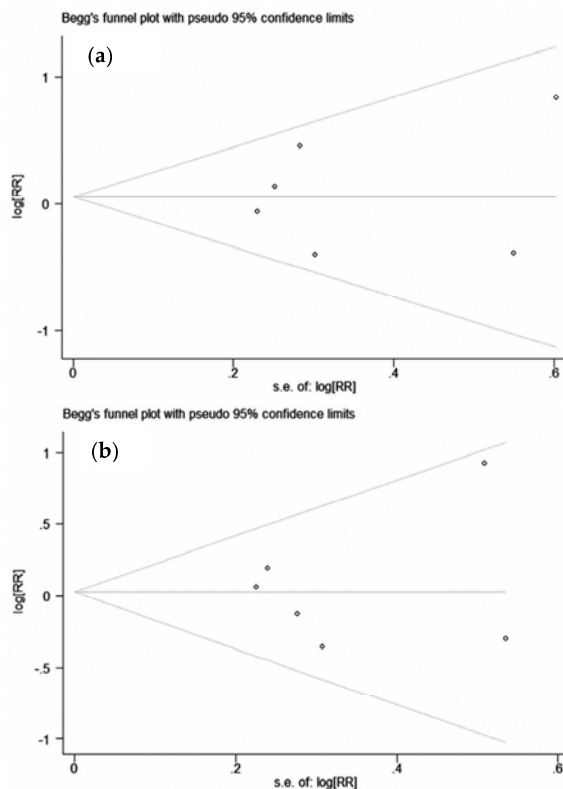 Begg's funnel plot with pseudo 95% confidence limits
(a)
1
0
-1
log[RR]
0
.2
.4
.6
s.e. of: log[RR]
Begg's funnel plot with pseudo 95% confidence limits
(b)
1
.5
0
-.5
-1
log[RR]
0
.2
.4
.6
s.e. of: log[RR]